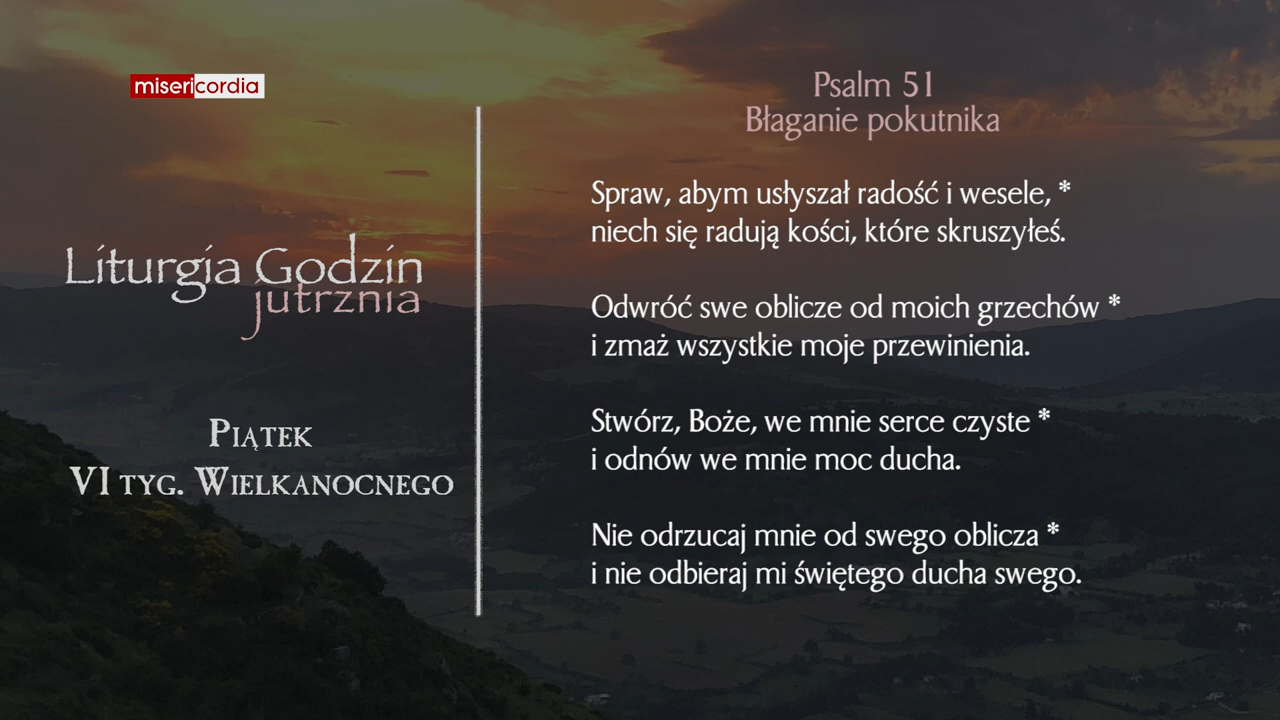 misericordia
Liturgia Godzin
jutrznia
Piątek
VI tyg. Wielkanocnego
Psalm 51
Błaganie pokutnika
Spraw, abym usłyszał radość i wesele, *
niech się radują kości, które skruszyłeś.
Odwróć swe oblicze od moich grzechów *
i zmaż wszystkie moje przewinienia.
Stwórz, Boże, we mnie serce czyste *
i odnów we mnie moc ducha.
Nie odrzucaj mnie od swego oblicza *
i nie odbieraj mi świętego ducha swego.